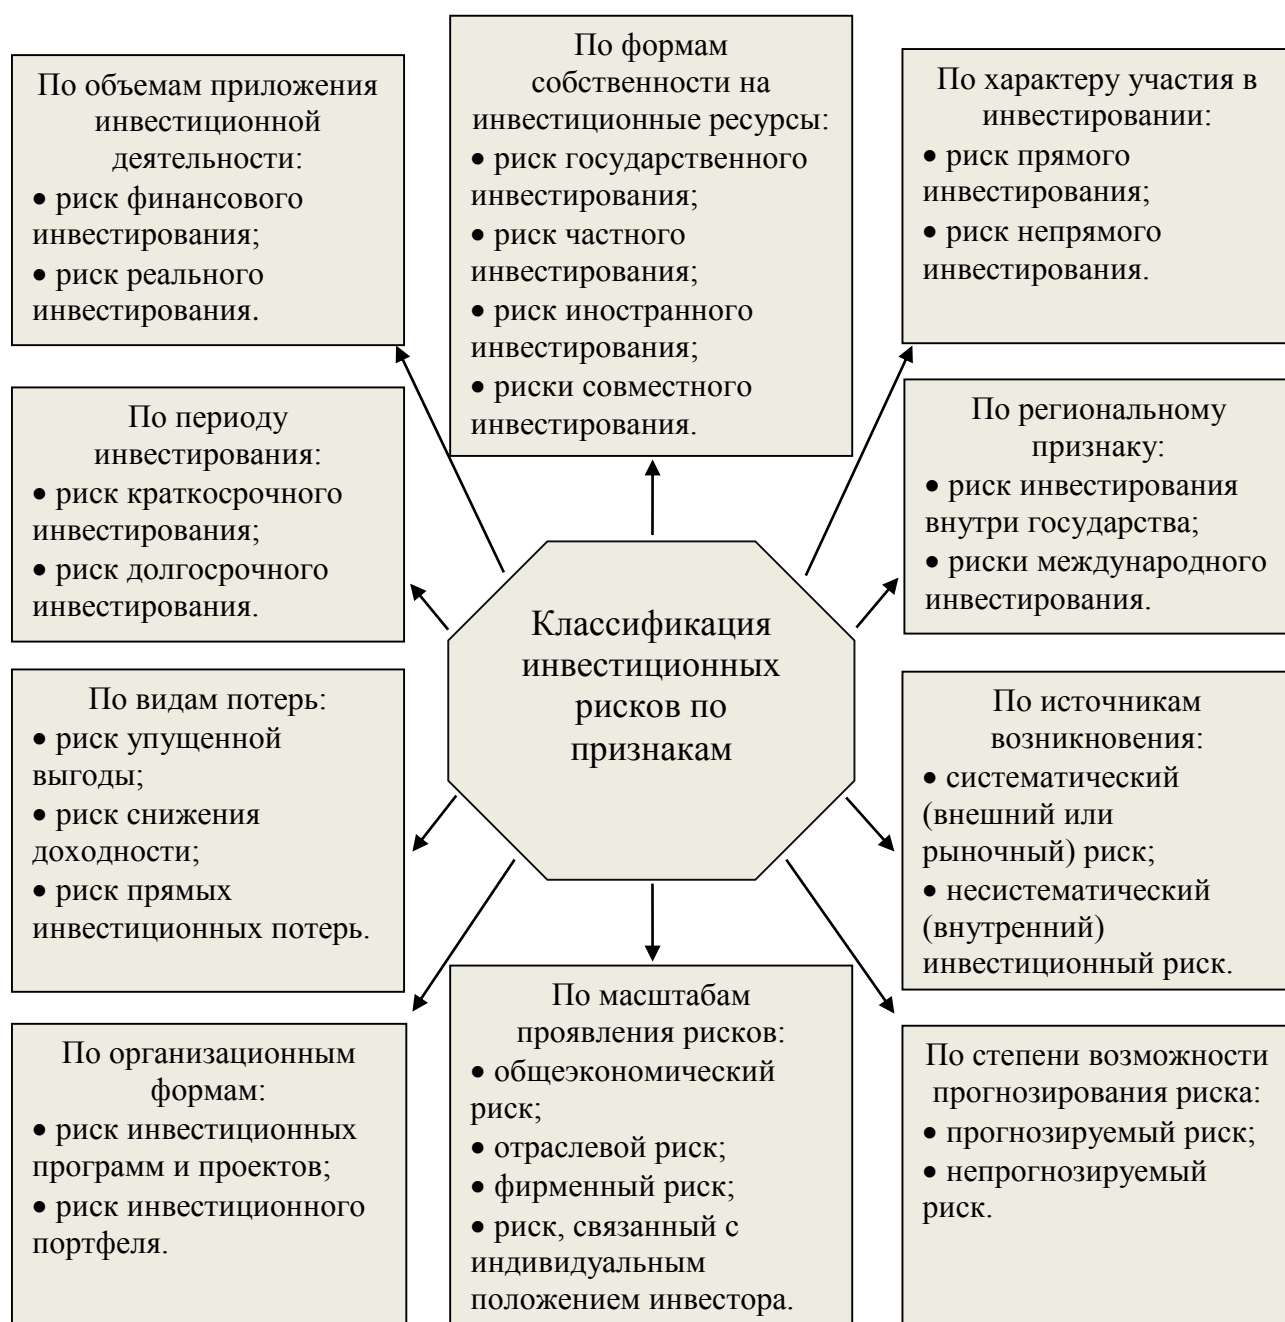 По объемам приложения
инвестиционной
деятельности:
• риск финансового
инвестирования;
• риск реального
инвестирования.
По формам
собственности на
инвестиционные ресурсы:
• риск государственного
инвестирования;
• риск частного
инвестирования;
• риск иностранного
инвестирования;
• риски совместного
инвестирования.
По характеру участия в
инвестировании:
• риск прямого
инвестирования;
• риск непрямого
инвестирования.
По периоду
инвестирования:
• риск краткосрочного
инвестирования;
• риск долгосрочного
инвестирования.
По региональному
признаку:
• риск инвестирования
внутри государства;
• риски международного
инвестирования.
Классификация
инвестиционных
рисков по
признакам
По видам потерь:
• риск упущенной
выгоды;
• риск снижения
доходности;
• риск прямых
инвестиционных потерь.
По источникам
возникновения:
• систематический
(внешний или
рыночный) риск;
• несистематический
(внутренний)
инвестиционный риск.
По организационным
формам:
• риск инвестиционных
программ и проектов;
• риск инвестиционного
портфеля.
По масштабам
проявления рисков:
• общеэкономический
риск;
• отраслевой риск;
• фирменный риск;
• риск, связанный с
индивидуальным
положением инвестора.
По степени возможности
прогнозирования риска:
• прогнозируемый риск;
• непрогнозируемый
риск.